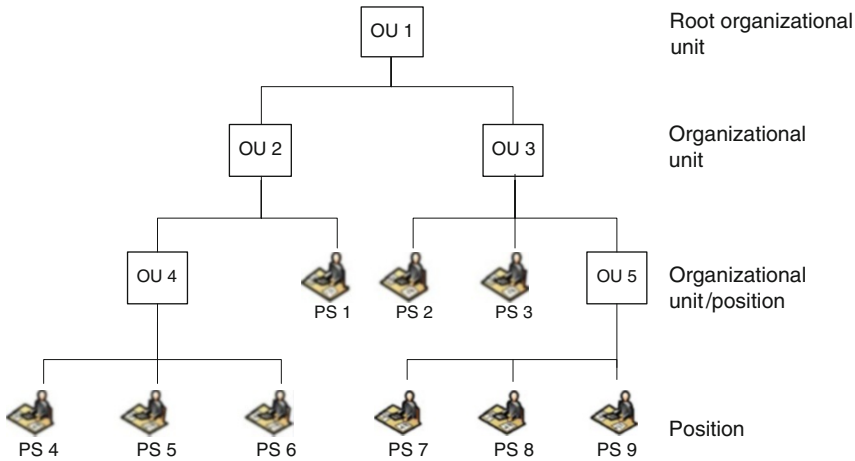 OU 1
Root organizational
unit
OU 2
OU 3
Organizational
unit
OU 4
PS 1
PS 2
PS 3
OU 5
Organizational
unit/position
PS 4
PS 5
PS 6
PS 7
PS 8
PS 9
Position